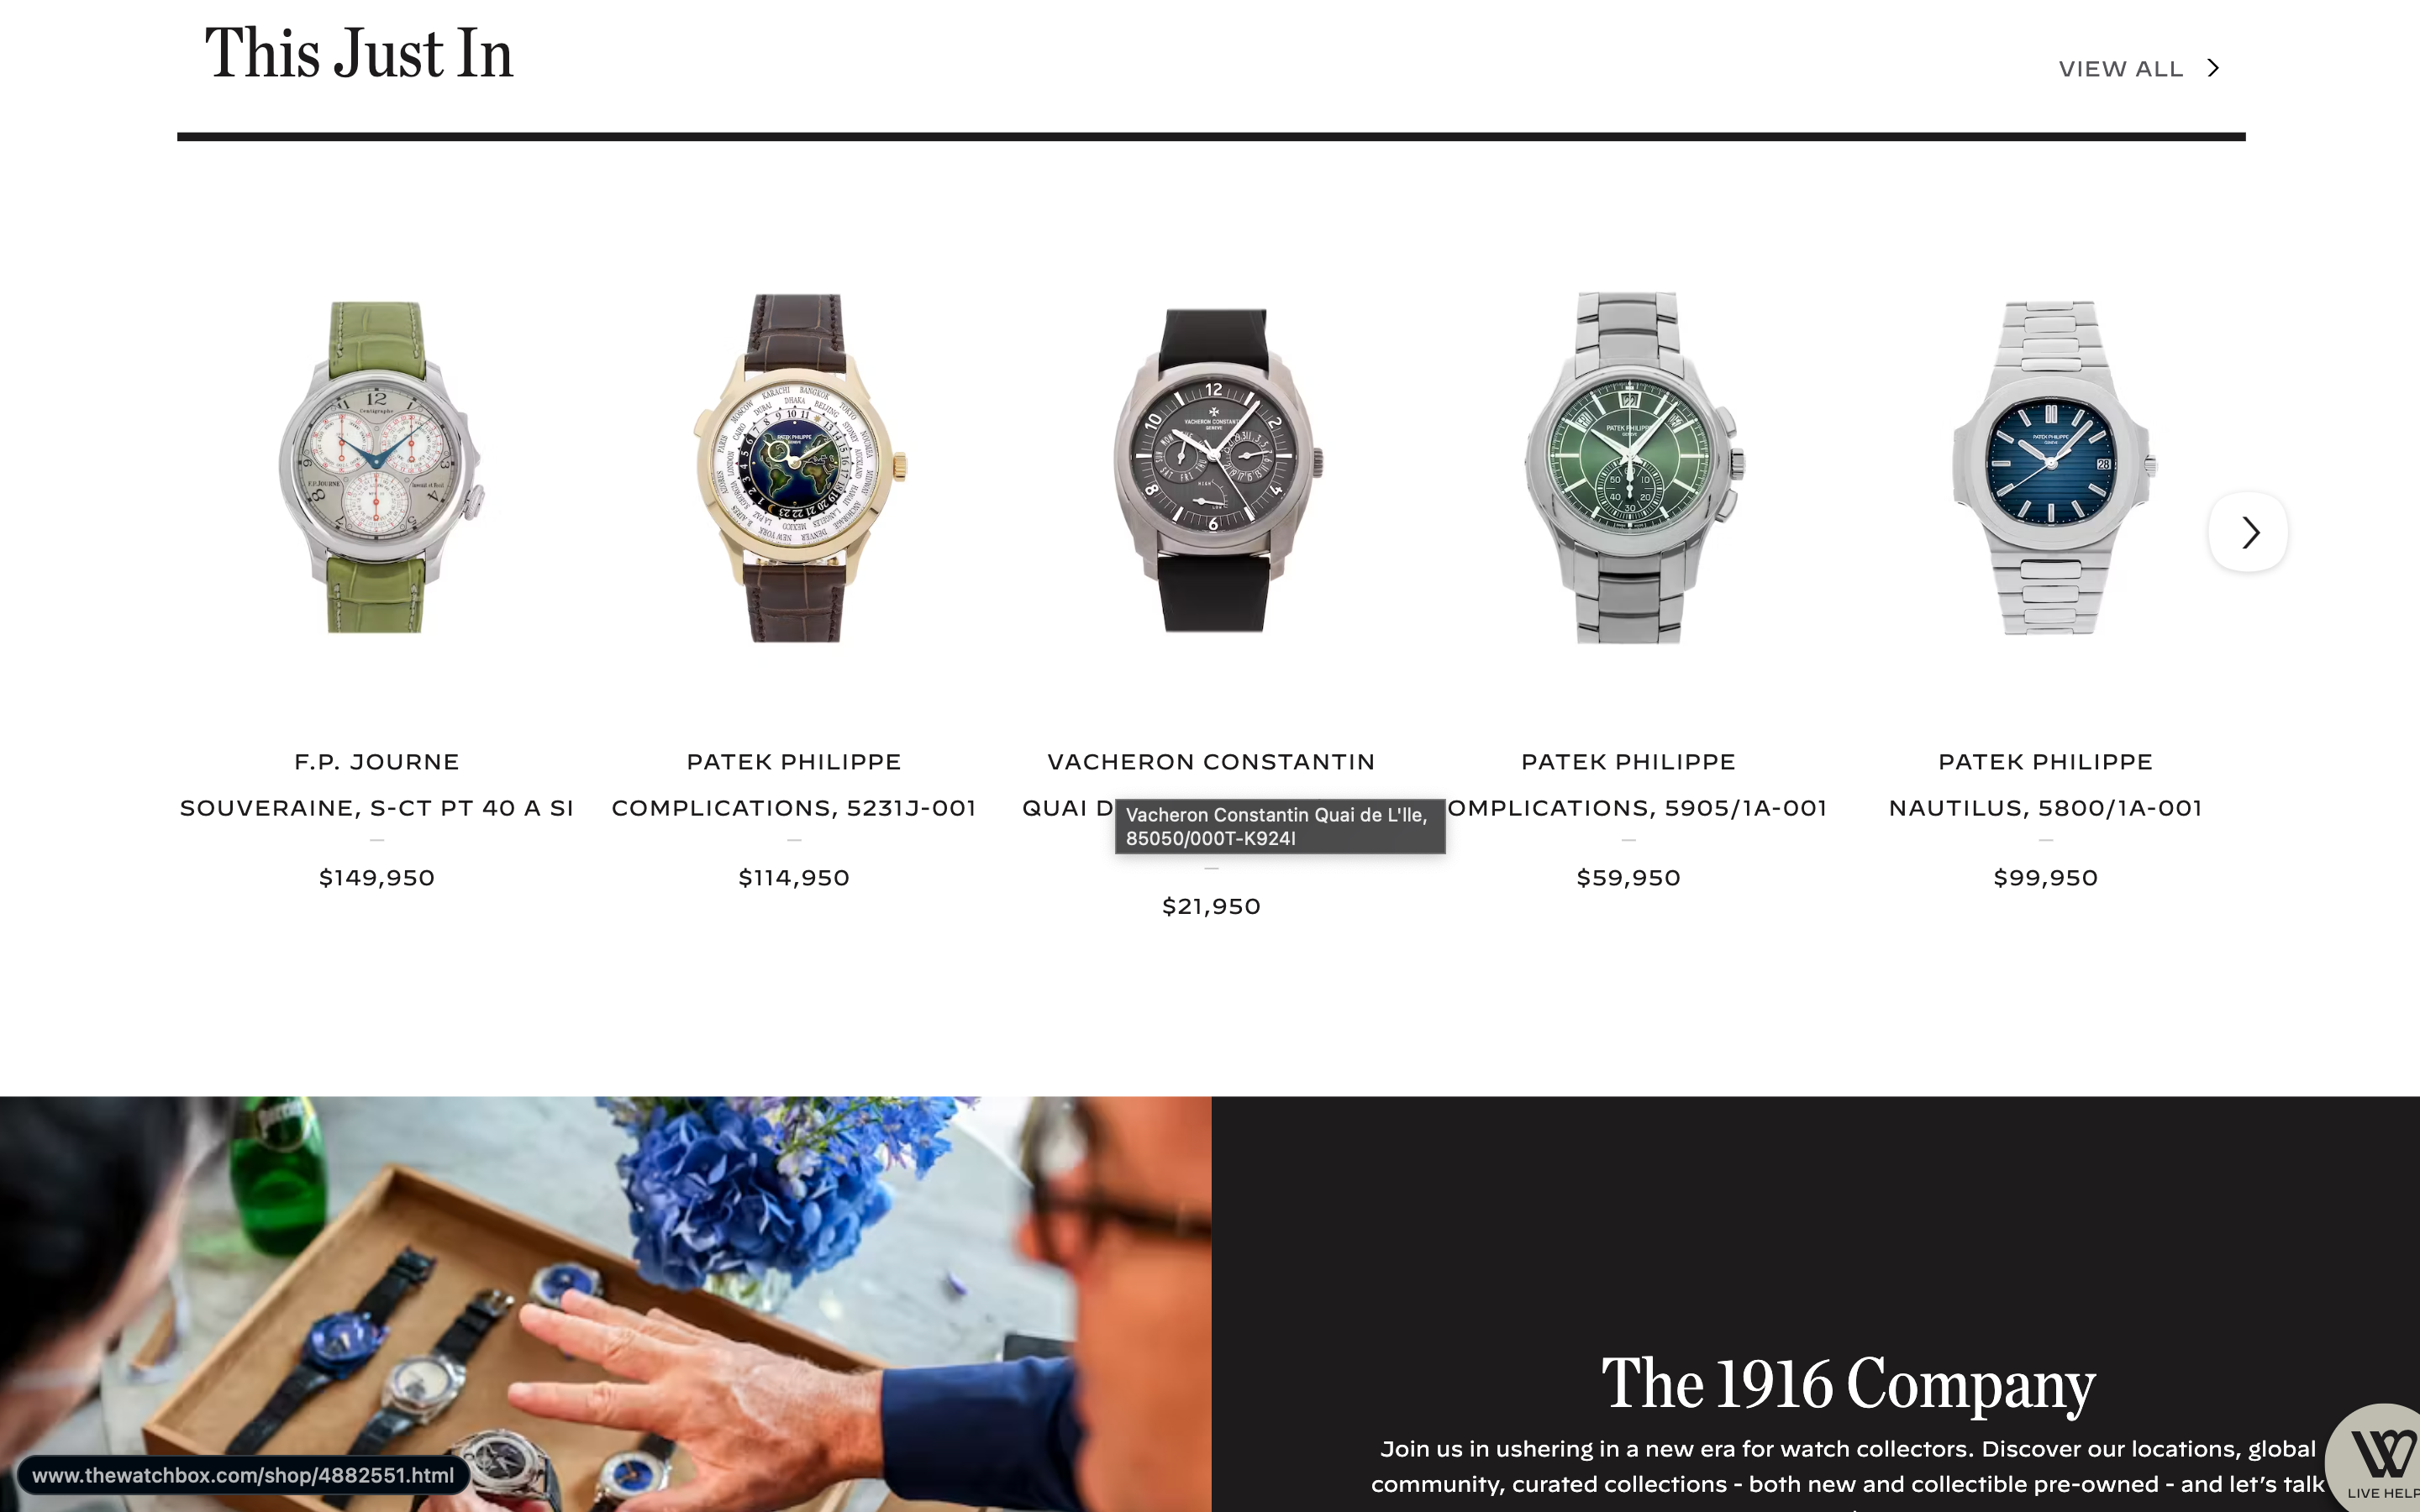 This Just In
VIEW ALL
F.P. JOURNE
SOUVERAINE, S-CT PT 40 A SI
$149,950
PATEK PHILIPPE
COMPLICATIONS, 5231J-001
$114,950
VACHERON CONSTANTIN
QUAI D
Vacheron Constantin Quai de L'Ile,
85050/000T-K924I
$21,950
PATEK PHILIPPE
OMPLICATIONS, 5905/1A-001
$59,950
PATEK PHILIPPE
NAUTILUS, 5800/1A-001
$99,950
The 1916 Company
Join us in ushering in a new era for watch collectors. Discover our locations, global
community, curated collections - both new and collectible pre-owned - and let’s talk
LIVE HELP
www.thewatchbox.com/shop/4882551.html